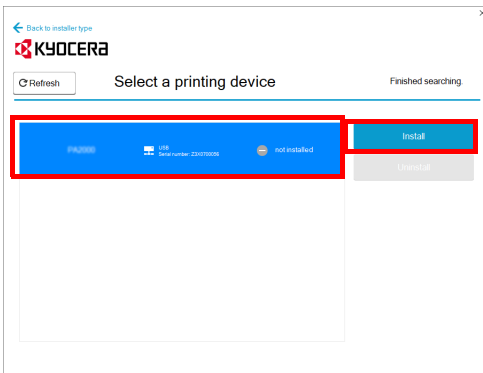 Back to installer type
KYOCERA
Refresh
Select a printing device
Finished searching.
PA2000
USB
Serial number: Z3X0700056
not installed
Install
Uninstall